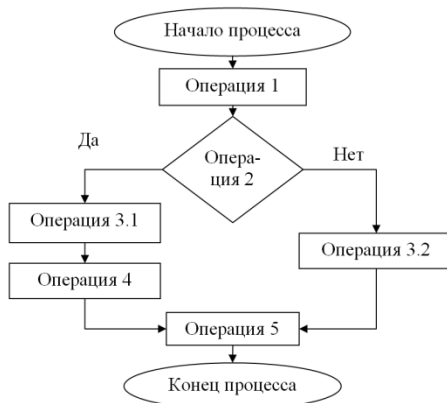 Начало процесса
Операция 1
Да
Опера-
ция 2
Нет
Операция 3.1
Операция 3.2
Операция 4
Операция 5
Конец процесса